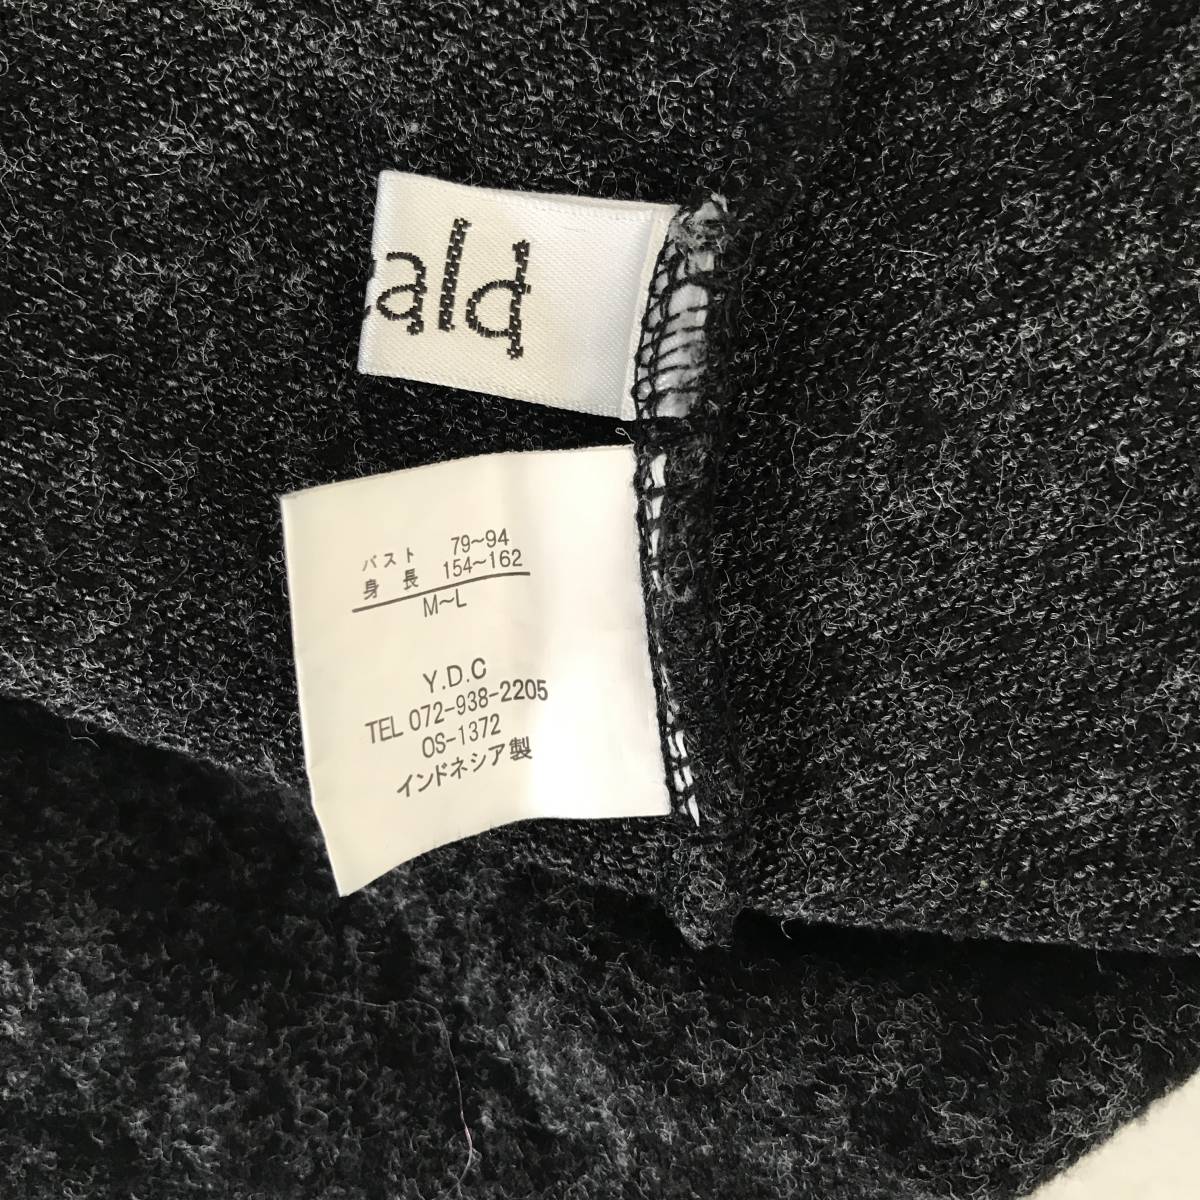 ald
バスト 79~94
身長 154~162
M~L
Y.D.C
TEL 072-938-2205
OS-1372
インドネシア製